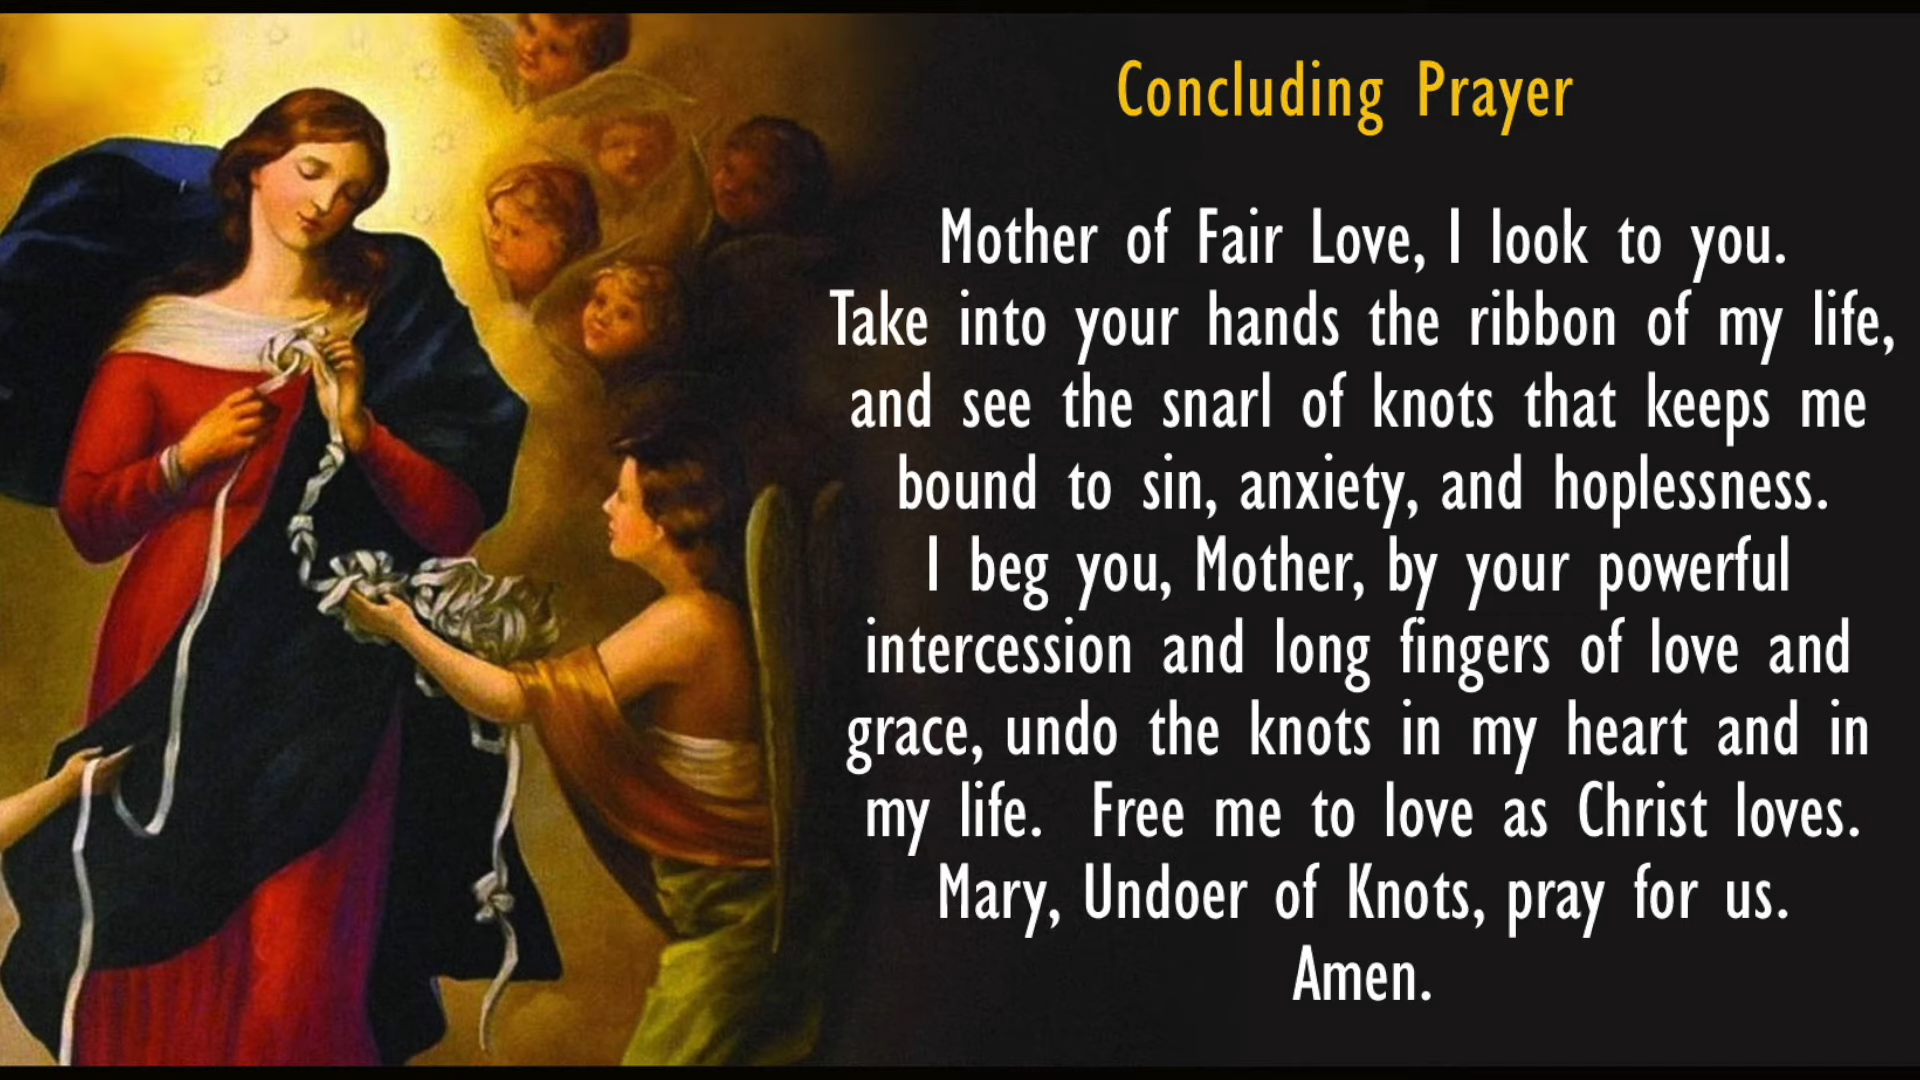 Concluding Prayer
Mother of Fair Love, I look to you.
Take into your hands the ribbon of my life,
and see the snarl of knots that keeps me
bound to sin, anxiety, and hoplessness.
I beg you, Mother, by your powerful
intercession and long fingers of love and
grace, undo the knots in my heart and in
my life. Free me to love as Christ loves.
Mary, Undoer of Knots, pray for us.
Amen.